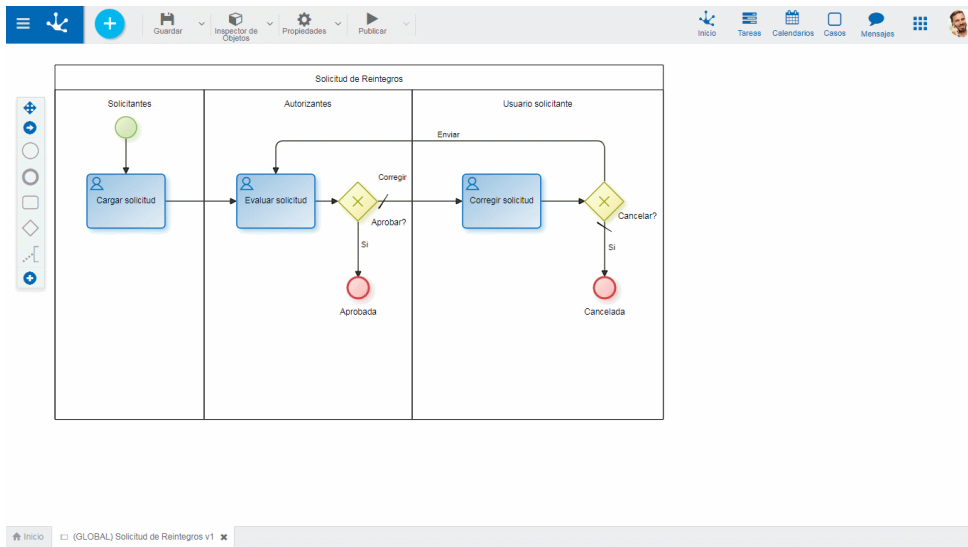 Guardar
Inspector de
Objetos
Propiedades
Publicar
Inicio
Tareas
Calendarios
Casos
Mensajes
Solicitud de Reintegros
Solicitantes
Autorizantes
Usuario solicitante
Enviar
Corregir
Cargar solicitud
Evaluar solicitud
Corregir solicitud
Aprobar?
Cancelar?
Si
Si
Aprobada
Cancelada
Inicio
(GLOBAL) Solicitud de Reintegros v1